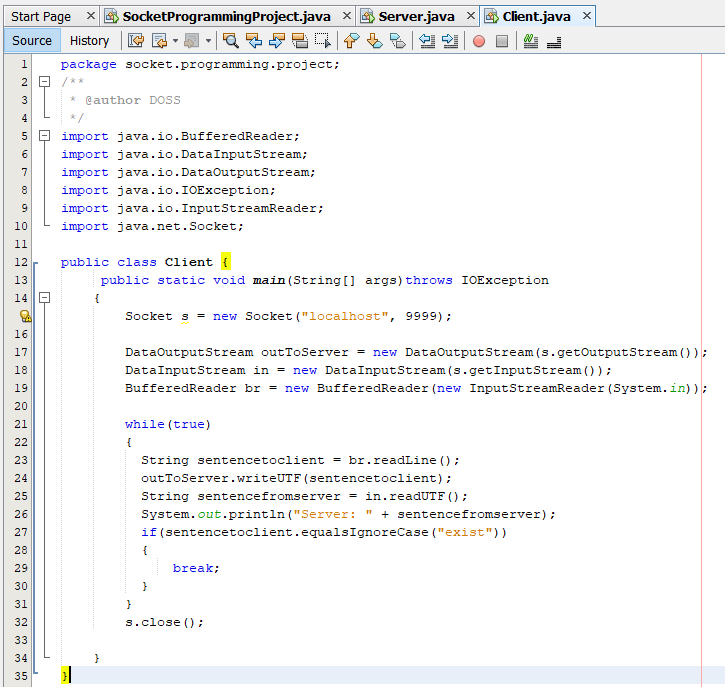 Start Page SocketProgrammingProject.java Server.java Client.java
Source History
1 package socket.programming.project;
2 /**
3 * @author DOSS
4 */
5 import java.io.BufferedReader;
6 import java.io.DataInputStream;
7 import java.io.DataOutputStream;
8 import java.io.IOException;
9 import java.io.InputStreamReader;
10 import java.net.Socket;
11
12 public class Client {
13 public static void main(String[] args)throws IOException
14 {
Socket s = new Socket("localhost", 9999);
16
17 DataOutputStream outToServer = new DataOutputStream(s.getOutputStream());
18 DataInputStream in = new DataInputStream(s.getInputStream());
19 BufferedReader br = new BufferedReader(new InputStreamReader(System.in));
20
21 while(true)
22 {
23 String sentencetoclient = br.readLine();
24 outToServer.writeUTF(sentencetoclient);
25 String sentencefromserver = in.readUTF();
26 System.out.println("Server: " + sentencefromserver);
27 if(sentencetoclient.equalsIgnoreCase("exist"))
28 {
29 break;
30 }
31 }
32 s.close();
33
34 }
35 }